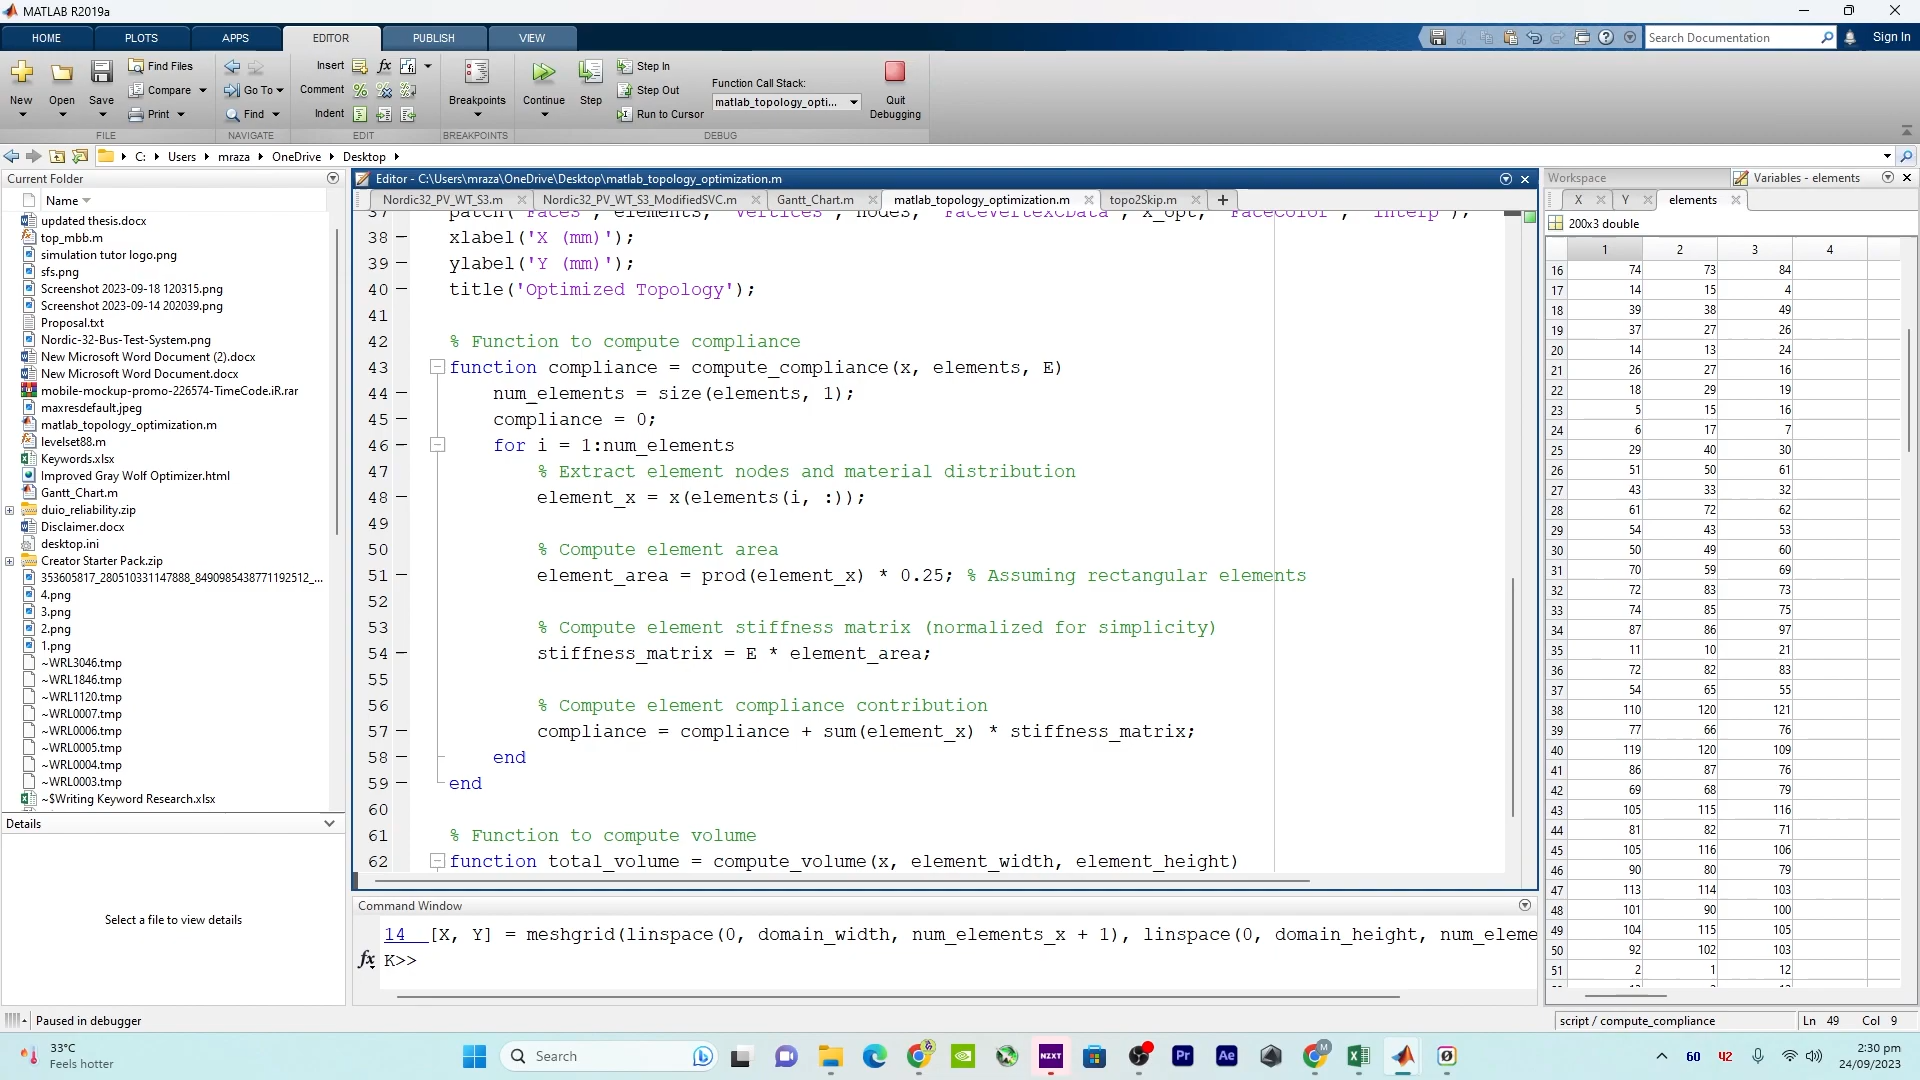 MATLAB R2019a
HOME PLOTS APPS EDITOR PUBLISH VIEW
Search Documentation Sign In
New Open Save
Find Files
Compare
Print
FILE
Go To
Find
NAVIGATE
Insert fx
Comment
Indent
EDIT
Breakpoints
BREAKPOINTS
Continue Step
Step In
Step Out
Run to Cursor
Function Call Stack:
matlab_topology_opti...
Quit Debugging
DEBUG
C: Users mraza OneDrive Desktop
Current Folder
Name
updated thesis.docx
top_mbb.m
simulation tutor logo.png
sfs.png
Screenshot 2023-09-18 120315.png
Screenshot 2023-09-14 202039.png
Proposal.txt
Nordic-32-Bus-Test-System.png
New Microsoft Word Document (2).docx
New Microsoft Word Document.docx
mobile-mockup-promo-226574-TimeCode.iR.rar
maxresdefault.jpeg
matlab_topology_optimization.m
levelset88.m
Keywords.xlsx
Improved Gray Wolf Optimizer.html
Gantt_Chart.m
duio_reliability.zip
Disclaimer.docx
desktop.ini
Creator Starter Pack.zip
353605817_280510331147888_8490985438771192512_...
4.png
3.png
2.png
1.png
~WRL3046.tmp
~WRL1846.tmp
~WRL1120.tmp
~WRL0007.tmp
~WRL0006.tmp
~WRL0005.tmp
~WRL0004.tmp
~WRL0003.tmp
~$Writing Keyword Research.xlsx
Details
Select a file to view details
Editor - C:\Users\mraza\OneDrive\Desktop\matlab_topology_optimization.m
Nordic32_PV_WT_S3.m Nordic32_PV_WT_S3_ModifiedSVC.m Gantt_Chart.m matlab_topology_optimization.m topo2Skip.m +
37 patch('Faces', elements, 'Vertices', nodes, 'FaceVertexCData', x_opt, 'FaceColor', 'interp');
38 xlabel('X (mm)');
39 ylabel('Y (mm)');
40 title('Optimized Topology');
41
42 % Function to compute compliance
43 function compliance = compute_compliance(x, elements, E)
44 num_elements = size(elements, 1);
45 compliance = 0;
46 for i = 1:num_elements
47 % Extract element nodes and material distribution
48 element_x = x(elements(i, :));
49
50 % Compute element area
51 element_area = prod(element_x) * 0.25; % Assuming rectangular elements
52
53 % Compute element stiffness matrix (normalized for simplicity)
54 stiffness_matrix = E * element_area;
55
56 % Compute element compliance contribution
57 compliance = compliance + sum(element_x) * stiffness_matrix;
58 end
59 end
60
61 % Function to compute volume
62 function total_volume = compute_volume(x, element_width, element_height)
Command Window
14 [X, Y] = meshgrid(linspace(0, domain_width, num_elements_x + 1), linspace(0, domain_height, num_eleme
fx K>>
Workspace Variables - elements
X Y elements
200x3 double
1 2 3 4
16 74 73 84
17 14 15 4
18 39 38 49
19 37 27 26
20 14 13 24
21 26 27 16
22 18 29 19
23 5 15 16
24 6 17 7
25 29 40 30
26 51 50 61
27 43 33 32
28 61 72 62
29 54 43 53
30 50 49 60
31 70 59 69
32 72 83 73
33 74 85 75
34 87 86 97
35 11 10 21
36 72 82 83
37 54 65 55
38 110 120 121
39 77 66 76
40 119 120 109
41 86 87 76
42 69 68 79
43 105 115 116
44 81 82 71
45 105 116 106
46 90 80 79
47 113 114 103
48 101 90 100
49 104 115 105
50 92 102 103
51 2 1 12
Paused in debugger
script / compute_compliance Ln 49 Col 9
33°C
Feels hotter
Search
NZXT Pr Ae
60 42
2:30 pm
24/09/2023